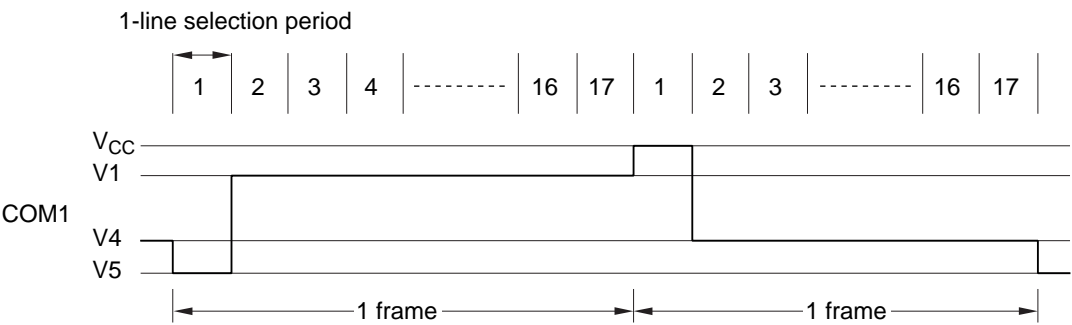 1-line selection period
1 2 3 4 16 17 1 2 3 16 17
VCC
V1
COM1
V4
V5
1 frame 1 frame